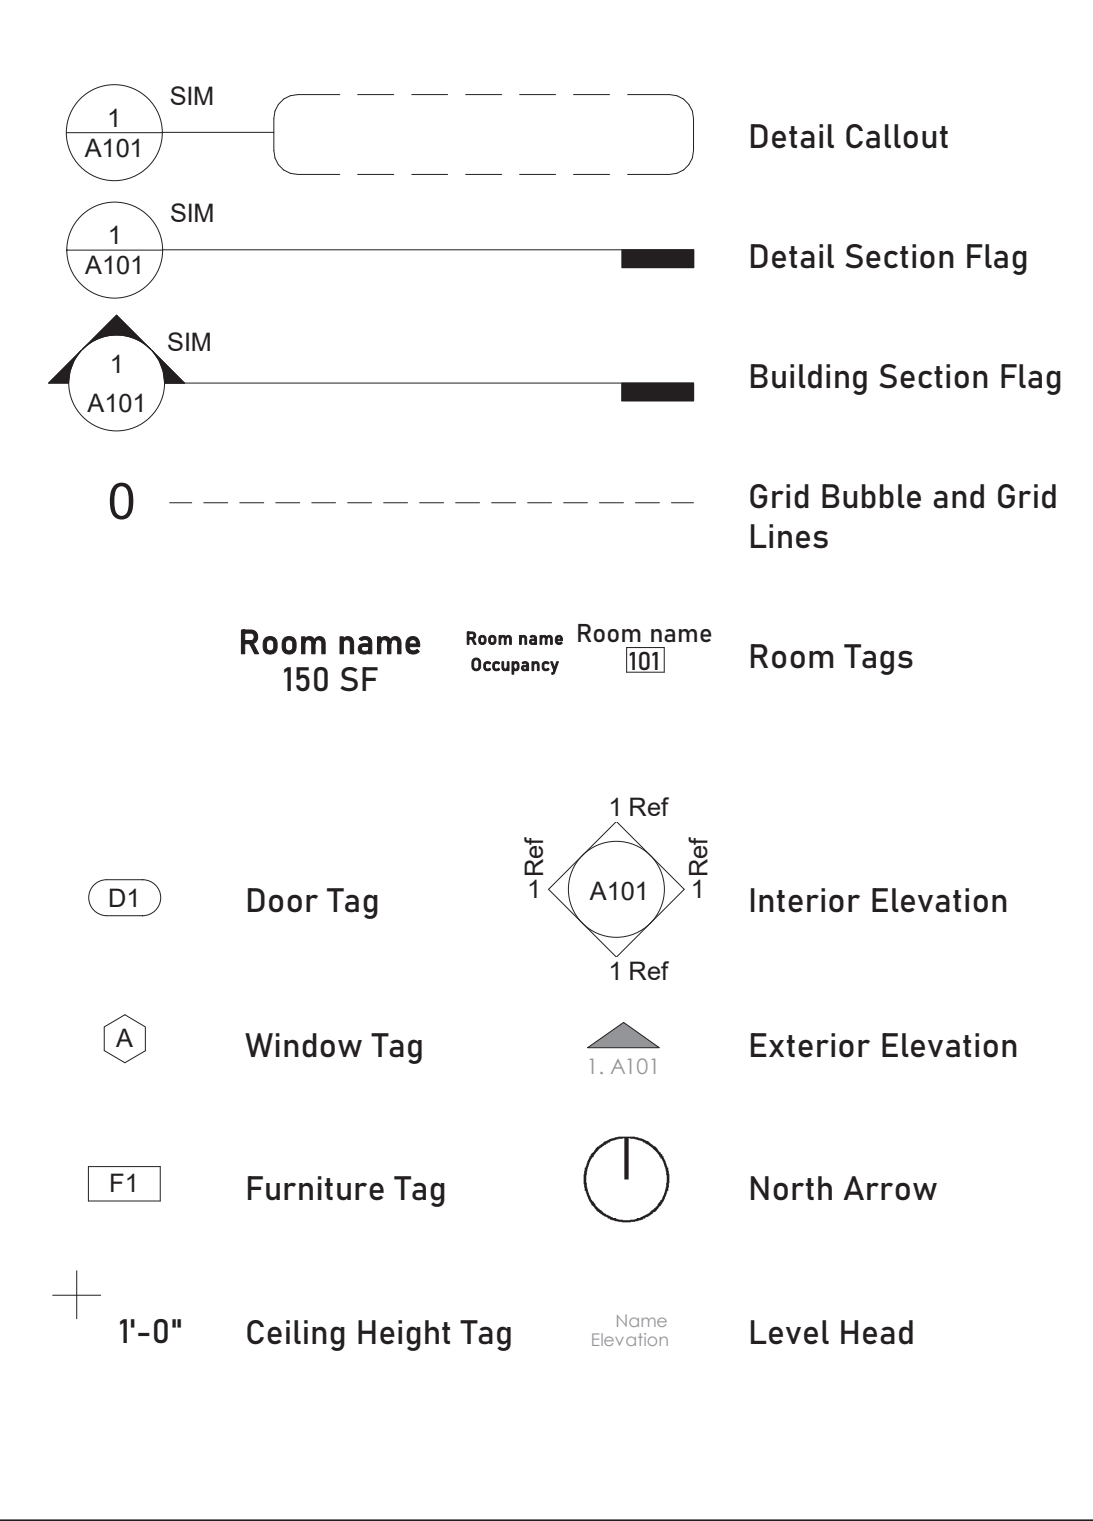 SIM
1
A101
Detail Callout
SIM
1
A101
Detail Section Flag
SIM
1
A101
Building Section Flag
0
Grid Bubble and Grid
Lines
Room name
150 SF
Room name
Occupancy
Room name
101
Room Tags
D1
Door Tag
1 Ref
1 Ref
A101
1 Ref
1 Ref
Interior Elevation
A
Window Tag
1. A101
Exterior Elevation
F1
Furniture Tag
North Arrow
1'-0"
Ceiling Height Tag
Name
Elevation
Level Head